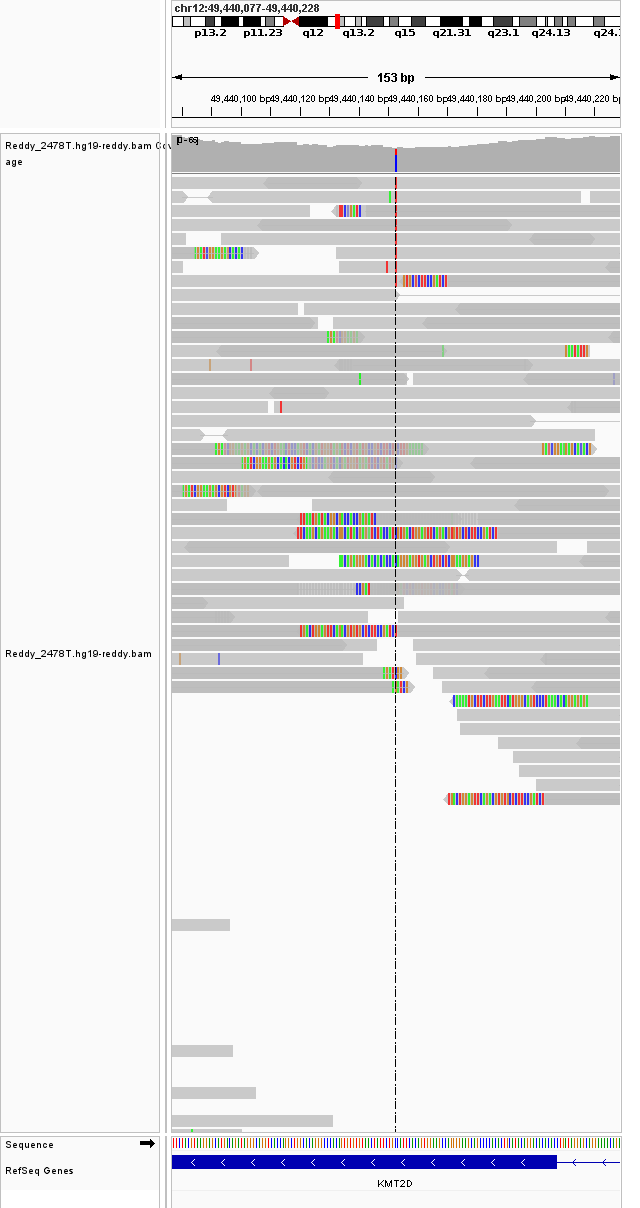 chr12:49,440,077-49,440,228
p13.2 p11.23 q12 q13.2 q15 q21.31 q23.1 q24.13 q24.
153 bp
49,440,100 bp 49,440,120 bp 49,440,140 bp 49,440,160 bp 49,440,180 bp 49,440,200 bp 49,440,220 bp
Reddy_2478T.hg19-reddy.bam Cov
age
Reddy_2478T.hg19-reddy.bam
Sequence
RefSeq Genes
KMT2D